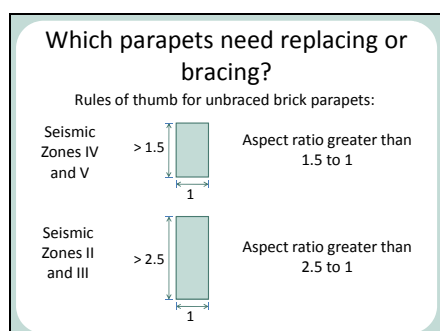 Which parapets need replacing or
bracing?
Rules of thumb for unbraced brick parapets:
Seismic
Zones IV
and V
> 1.5
1
Aspect ratio greater than
1.5 to 1
Seismic
Zones II
and III
> 2.5
1
Aspect ratio greater than
2.5 to 1